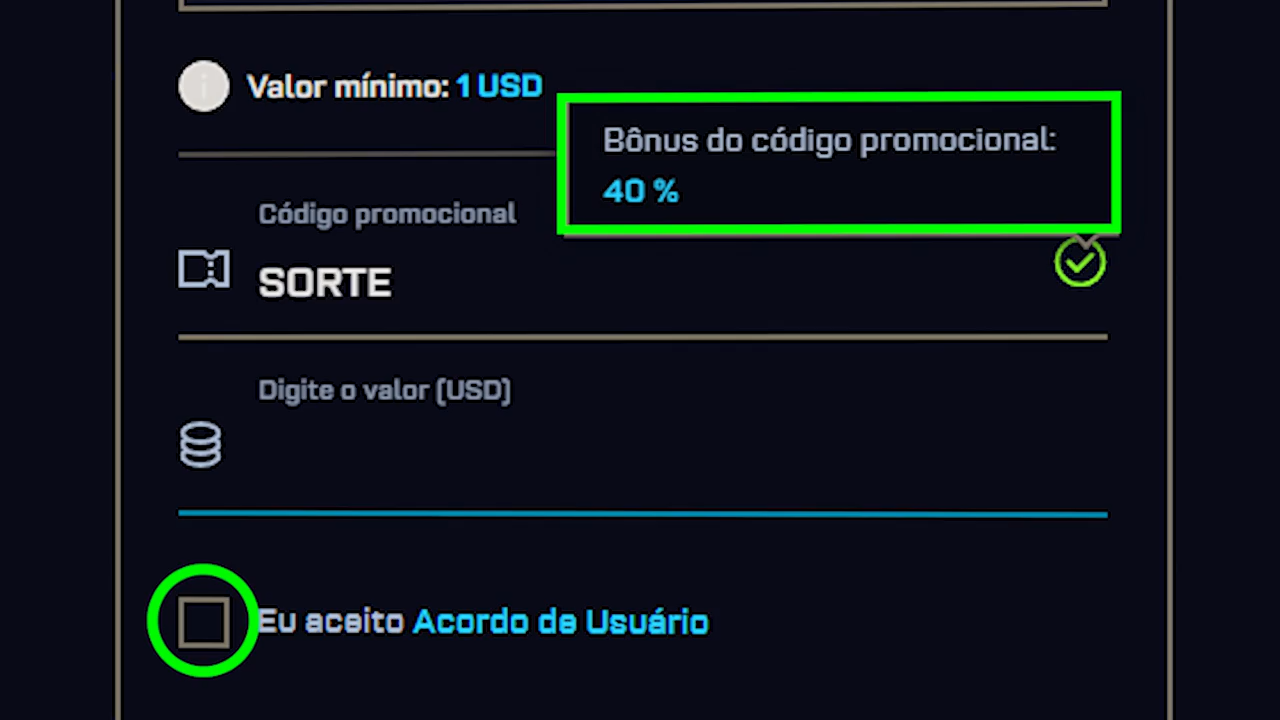 Valor mínimo: 1 USD
Bônus do código promocional:
40 %
Código promocional
SORTE
Digite o valor (USD)
Eu aceito Acordo de Usuário